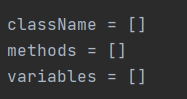 className = []
methods = []
variables = []